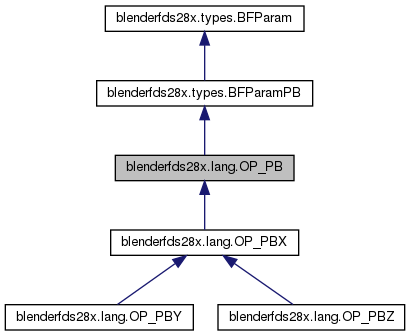 blenderfds28x.types.BFParam
blenderfds28x.types.BFParamPB
blenderfds28x.lang.OP_PB
blenderfds28x.lang.OP_PBX
blenderfds28x.lang.OP_PBY
blenderfds28x.lang.OP_PBZ